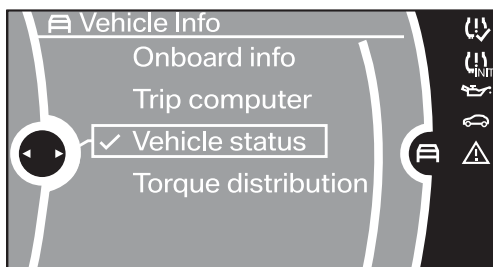 Vehicle Info
Onboard info
Trip computer
Vehicle status
Torque distribution
INIT